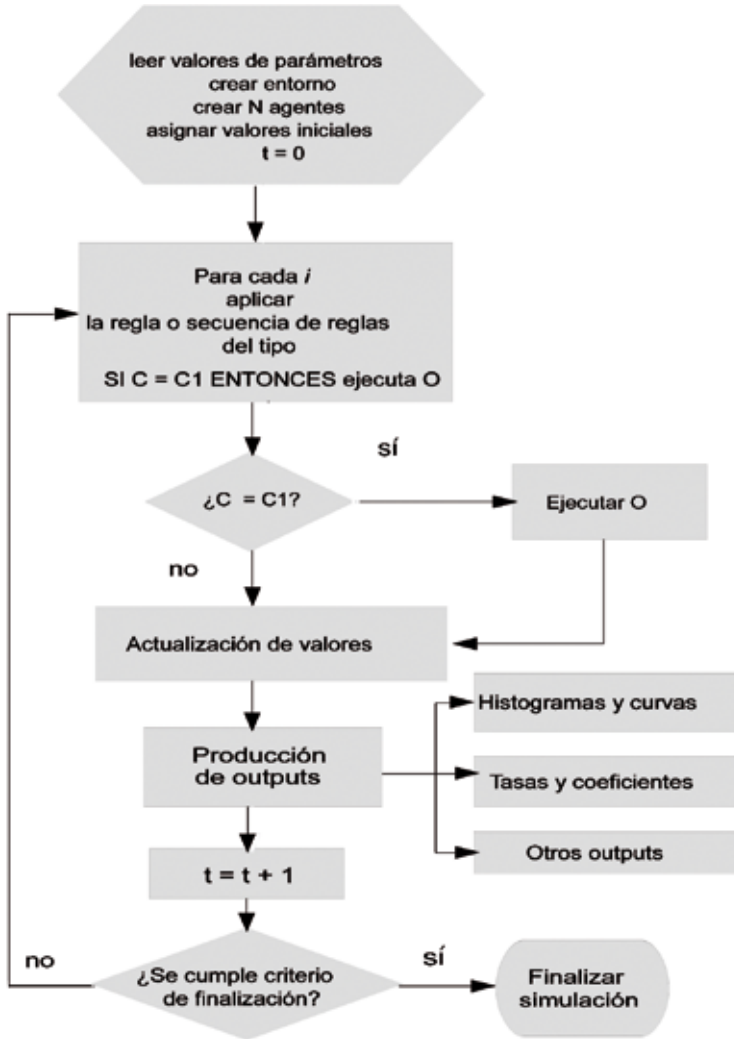 leer valores de parámetros
crear entorno
crear N agentes
asignar valores iniciales
t = 0
Para cada i
aplicar
la regla o secuencia de reglas
del tipo
SI C = C1 ENTONCES ejecuta O
¿C = C1?
sí
Ejecutar O
no
Actualización de valores
Producción
de outputs
Histogramas y curvas
Tasas y coeficientes
Otros outputs
t = t + 1
¿Se cumple criterio
de finalización?
no
sí
Finalizar
simulación